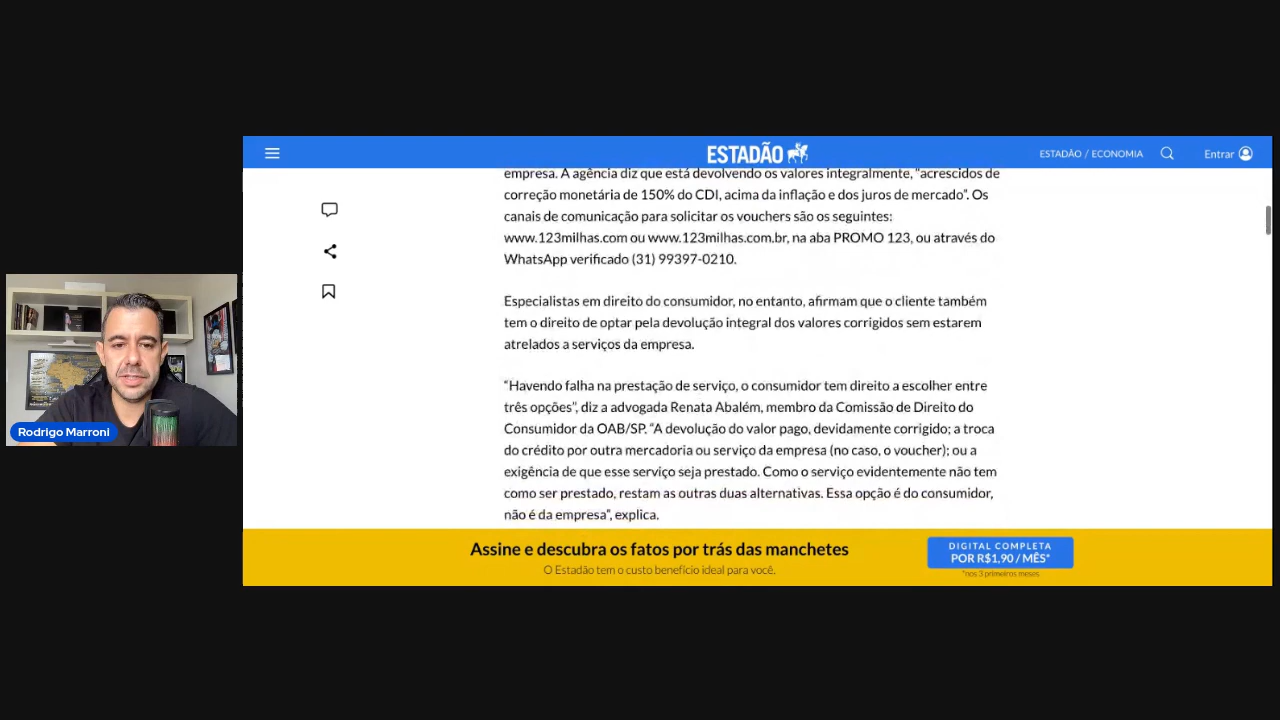 ESTADÃO
ESTADÃO / ECONOMIA
Entrar
empresa. A agência diz que está devolvendo os valores integralmente, “acrescidos de
correção monetária de 150% do CDI, acima da inflação e dos juros de mercado”. Os
canais de comunicação para solicitar os vouchers são os seguintes:
www.123milhas.com ou www.123milhas.com.br, na aba PROMO 123, ou através do
WhatsApp verificado (31) 99397-0210.
Especialistas em direito do consumidor, no entanto, afirmam que o cliente também
tem o direito de optar pela devolução integral dos valores corrigidos sem estarem
atrelados a serviços da empresa.
“Havendo falha na prestação de serviço, o consumidor tem direito a escolher entre
três opções”, diz a advogada Renata Abalém, membro da Comissão de Direito do
Consumidor da OAB/SP. “A devolução do valor pago, devidamente corrigido; a troca
do crédito por outra mercadoria ou serviço da empresa (no caso, o voucher); ou a
exigência de que esse serviço seja prestado. Como o serviço evidentemente não tem
como ser prestado, restam as outras duas alternativas. Essa opção é do consumidor,
não é da empresa”, explica.
Rodrigo Marroni
Assine e descubra os fatos por trás das manchetes
O Estadão tem o custo benefício ideal para você.
DIGITAL COMPLETA
POR R$1,90 / MÊS*
*nos 3 primeiros meses